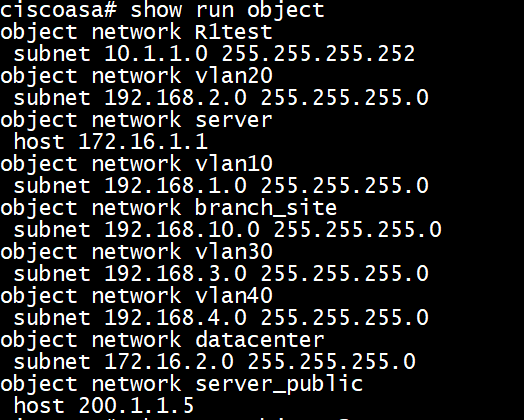 ciscoasa# show run object
object network R1test
 subnet 10.1.1.0 255.255.255.252
object network vlan20
 subnet 192.168.2.0 255.255.255.0
object network server
 host 172.16.1.1
object network vlan10
 subnet 192.168.1.0 255.255.255.0
object network branch_site
 subnet 192.168.10.0 255.255.255.0
object network vlan30
 subnet 192.168.3.0 255.255.255.0
object network vlan40
 subnet 192.168.4.0 255.255.255.0
object network datacenter
 subnet 172.16.2.0 255.255.255.0
object network server_public
 host 200.1.1.5